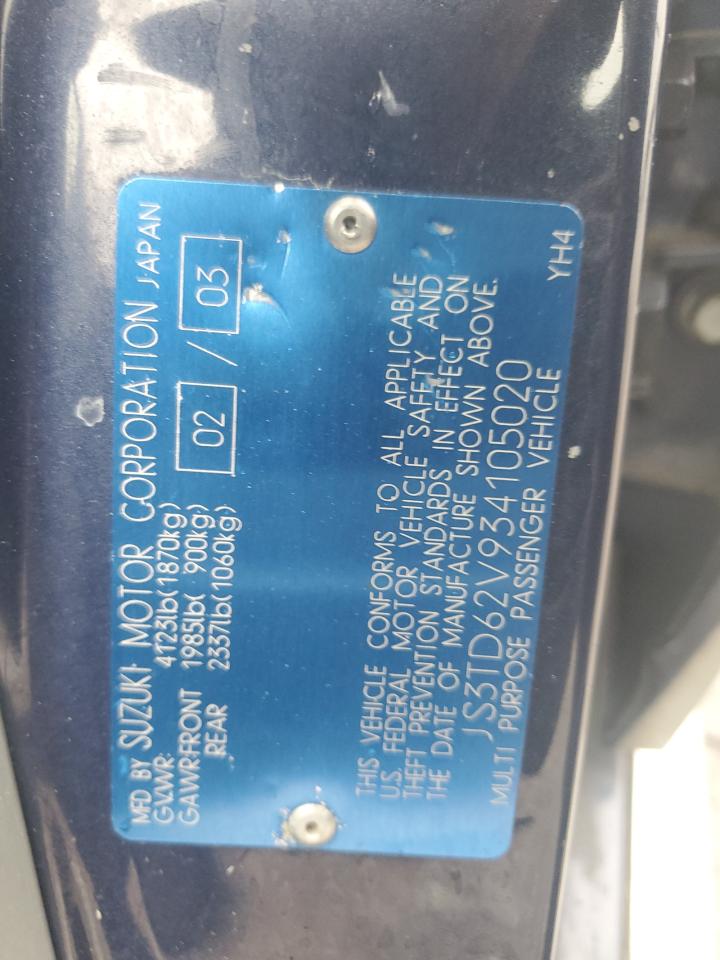 MFD BY SUZUKI MOTOR CORPORATION JAPAN
GVWR: 4123lb(1870kg)
GAWR:FRONT 1985lb( 900kg)
REAR 2337lb(1060kg)
02 / 03
THIS VEHICLE CONFORMS TO ALL APPLICABLE
U.S. FEDERAL MOTOR VEHICLE SAFETY AND
THEFT PREVENTION STANDARDS IN EFFECT ON
THE DATE OF MANUFACTURE SHOWN ABOVE.
JS3TD62V934105020
MULTI PURPOSE PASSENGER VEHICLE
YH4